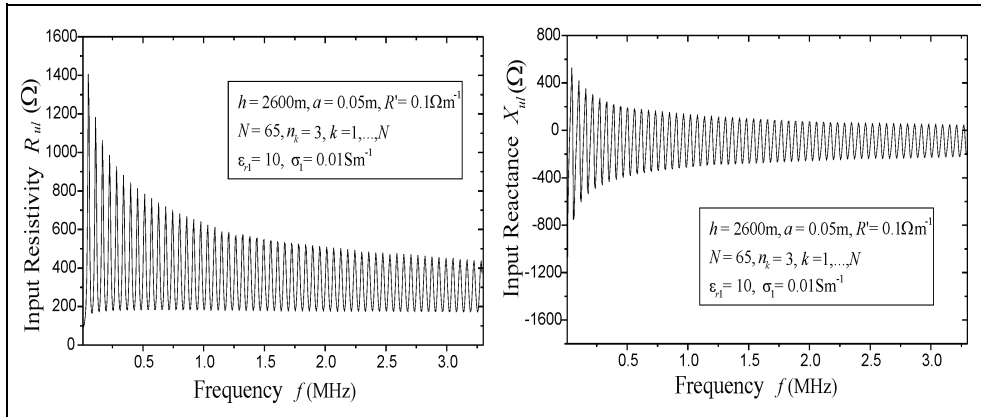 Input Resistivity R_ul (Ω)
1600
1400
1200
1000
800
600
400
200
0
h = 2600m, a = 0.05m, R'= 0.1Ωm⁻¹
N= 65, n_k = 3, k =1,...,N
ε_r1= 10, σ_1= 0.01Sm⁻¹
0.5
1.0
1.5
2.0
2.5
3.0
Frequency f (MHz)
Input Reactance X_ul (Ω)
800
400
0
-400
-800
-1200
-1600
h = 2600m, a = 0.05m, R'= 0.1Ωm⁻¹
N= 65, n_k = 3, k =1,...,N
ε_r1= 10, σ_1= 0.01Sm⁻¹
0.5
1.0
1.5
2.0
2.5
3.0
Frequency f (MHz)